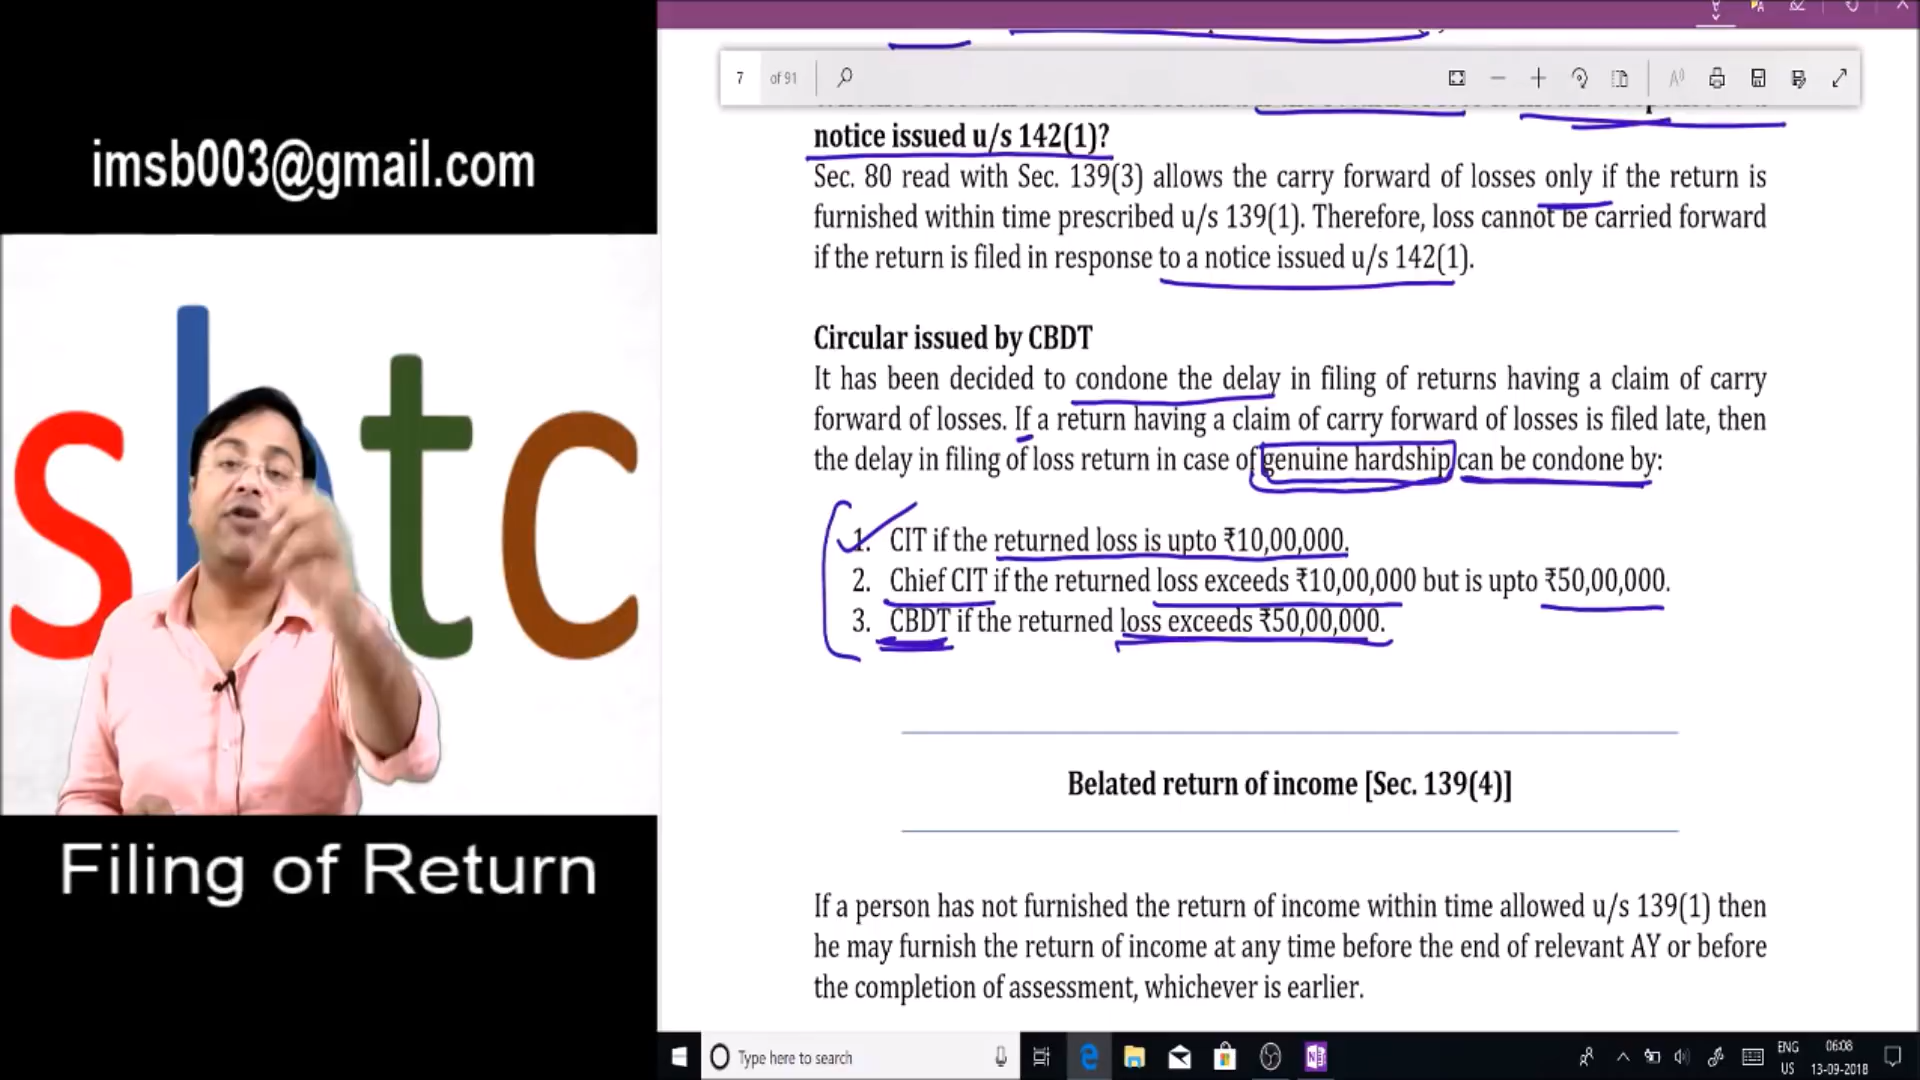 imsb003@gmail.com
sbtc
Filing of Return
7 of 91
notice issued u/s 142(1)?
Sec. 80 read with Sec. 139(3) allows the carry forward of losses only if the return is
furnished within time prescribed u/s 139(1). Therefore, loss cannot be carried forward
if the return is filed in response to a notice issued u/s 142(1).
Circular issued by CBDT
It has been decided to condone the delay in filing of returns having a claim of carry
forward of losses. If a return having a claim of carry forward of losses is filed late, then
the delay in filing of loss return in case of genuine hardship can be condone by:
1. CIT if the returned loss is upto ₹10,00,000.
2. Chief CIT if the returned loss exceeds ₹10,00,000 but is upto ₹50,00,000.
3. CBDT if the returned loss exceeds ₹50,00,000.
Belated return of income [Sec. 139(4)]
If a person has not furnished the return of income within time allowed u/s 139(1) then
he may furnish the return of income at any time before the end of relevant AY or before
the completion of assessment, whichever is earlier.
Type here to search
ENG
US
06:08
13-09-2018